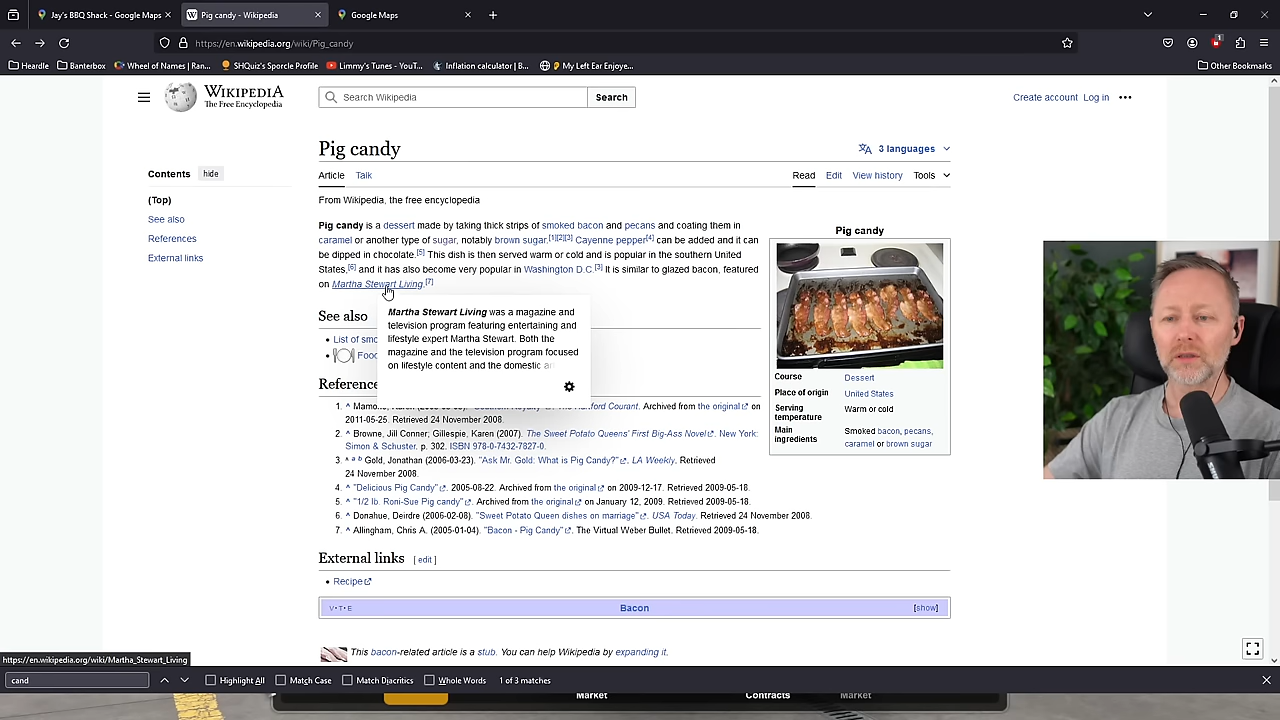 Jay's BBQ Shack - Google Maps
Pig candy - Wikipedia
Google Maps
https://en.wikipedia.org/wiki/Pig_candy
1
Heardle
Banterbox
Wheel of Names | Ran...
SHQuiz's Sporcle Profile
Limmy's Tunes - YouT...
Inflation calculator | B...
My Left Ear Enjoye...
Other Bookmarks
WIKIPEDIA
The Free Encyclopedia
Search Wikipedia
Search
Create account
Log in
Pig candy
3 languages
Contents
hide
Article
Talk
Read
Edit
View history
Tools
(Top)
From Wikipedia, the free encyclopedia
See also
References
External links
Pig candy is a dessert made by taking thick strips of smoked bacon and pecans and coating them in
caramel or another type of sugar, notably brown sugar.[1][2][3] Cayenne pepper[4] can be added and it can
be dipped in chocolate.[5] This dish is then served warm or cold and is popular in the southern United
States,[6] and it has also become very popular in Washington D.C.[3] It is similar to glazed bacon, featured
on Martha Stewart Living.[7]
Pig candy
Course Dessert
Place of origin United States
Serving temperature Warm or cold
Main ingredients Smoked bacon, pecans,
caramel or brown sugar
See also
Martha Stewart Living was a magazine and
television program featuring entertaining and
lifestyle expert Martha Stewart. Both the
magazine and the television program focused
on lifestyle content and the domestic
List of
Food
Reference
1. ^ Archived from the original on
2011-05-25. Retrieved 24 November 2008.
2. ^ Browne, Jill Conner, Gillespie, Karen (2007). The Sweet Potato Queens' First Big-Ass Novel. New York:
Simon & Schuster. p. 302. ISBN 978-0-7432-7827-0.
3. ^ a b Gold, Jonathan (2006-03-23). "Ask Mr. Gold: What is Pig Candy?". LA Weekly. Retrieved
24 November 2008.
4. ^ "Delicious Pig Candy". 2005-08-22. Archived from the original on 2009-12-17. Retrieved 2009-05-18.
5. ^ "1/2 lb. Roni-Sue Pig candy". Archived from the original on January 12, 2009. Retrieved 2009-05-18.
6. ^ Donahue, Deirdre (2006-02-08). "Sweet Potato Queen dishes on marriage". USA Today. Retrieved 24 November 2008.
7. ^ Allingham, Chris A. (2005-01-04). "Bacon - Pig Candy". The Virtual Weber Bullet. Retrieved 2009-05-18.
External links [ edit ]
Recipe
V•T•E
Bacon
[show]
This bacon-related article is a stub. You can help Wikipedia by expanding it.
https://en.wikipedia.org/wiki/Martha_Stewart_Living
cand
Highlight All
Match Case
Match Diacritics
Whole Words
1 of 3 matches
Market
Contracts
Market